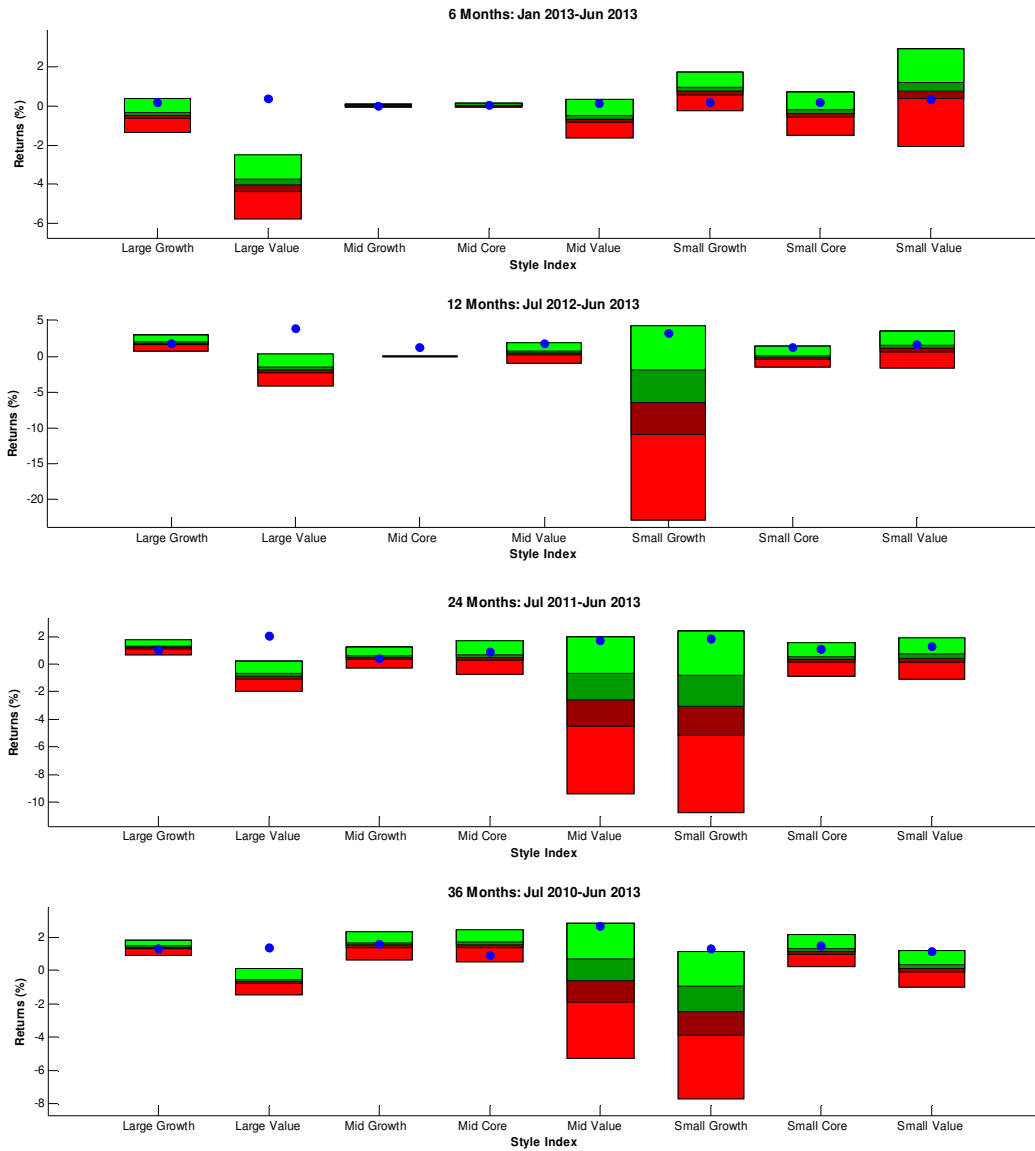 6 Months: Jan 2013-Jun 2013
2
0
-2
-4
-6
Returns (%)
Large Growth Large Value Mid Growth Mid Core Mid Value Small Growth Small Core Small Value
Style Index
12 Months: Jul 2012-Jun 2013
5
0
-5
-10
-15
-20
Returns (%)
Large Growth Large Value Mid Core Mid Value Small Growth Small Core Small Value
Style Index
24 Months: Jul 2011-Jun 2013
2
0
-2
-4
-6
-8
-10
Returns (%)
Large Growth Large Value Mid Growth Mid Core Mid Value Small Growth Small Core Small Value
Style Index
36 Months: Jul 2010-Jun 2013
2
0
-2
-4
-6
-8
Returns (%)
Large Growth Large Value Mid Growth Mid Core Mid Value Small Growth Small Core Small Value
Style Index